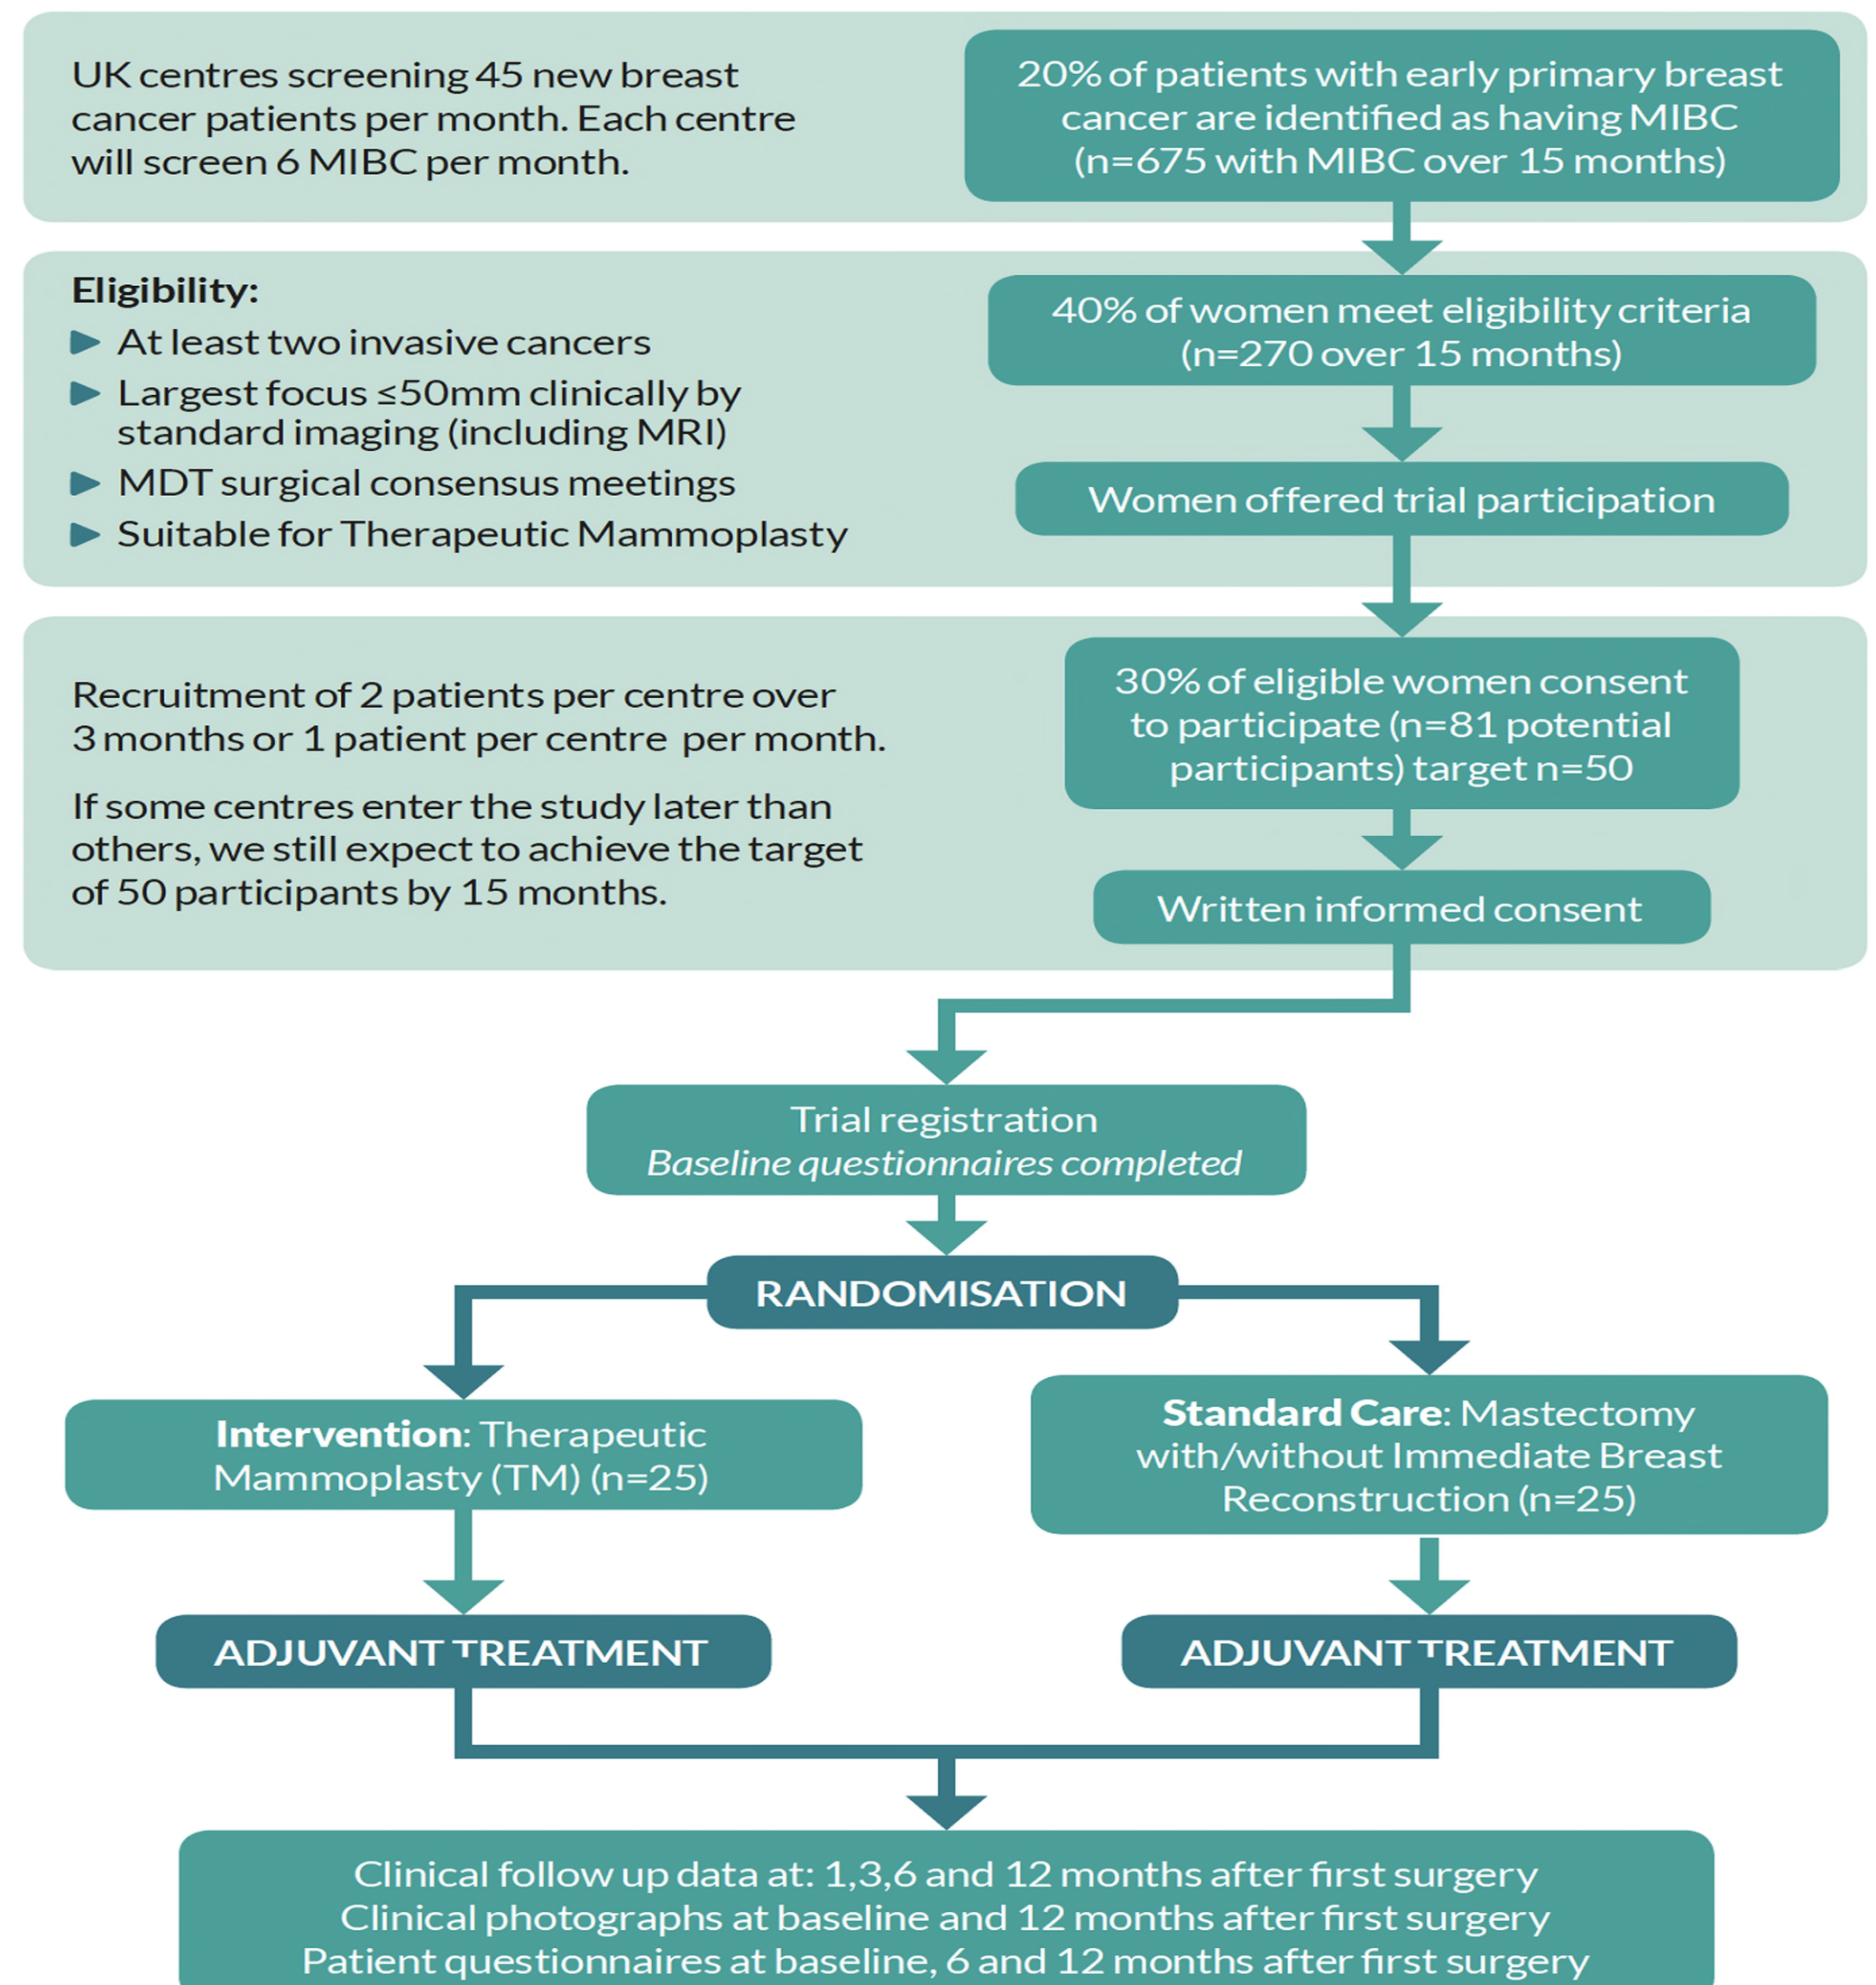 UK centres screening 45 new breast
cancer patients per month. Each centre
will screen 6 MIBC per month.
20% of patients with early primary breast
cancer are identified as having MIBC
(n=675 with MIBC over 15 months)
Eligibility:
At least two invasive cancers
Largest focus ≤50mm clinically by
standard imaging (including MRI)
MDT surgical consensus meetings
Suitable for Therapeutic Mammoplasty
40% of women meet eligibility criteria
(n=270 over 15 months)
Women offered trial participation
Recruitment of 2 patients per centre over
3 months or 1 patient per centre per month.
If some centres enter the study later than
others, we still expect to achieve the target
of 50 participants by 15 months.
30% of eligible women consent
to participate (n=81 potential
participants) target n=50
Written informed consent
Trial registration
Baseline questionnaires completed
RANDOMISATION
Intervention: Therapeutic
Mammoplasty (TM) (n=25)
Standard Care: Mastectomy
with/without Immediate Breast
Reconstruction (n=25)
ADJUVANT TREATMENT
ADJUVANT TREATMENT
Clinical follow up data at: 1,3,6 and 12 months after first surgery
Clinical photographs at baseline and 12 months after first surgery
Patient questionnaires at baseline, 6 and 12 months after first surgery